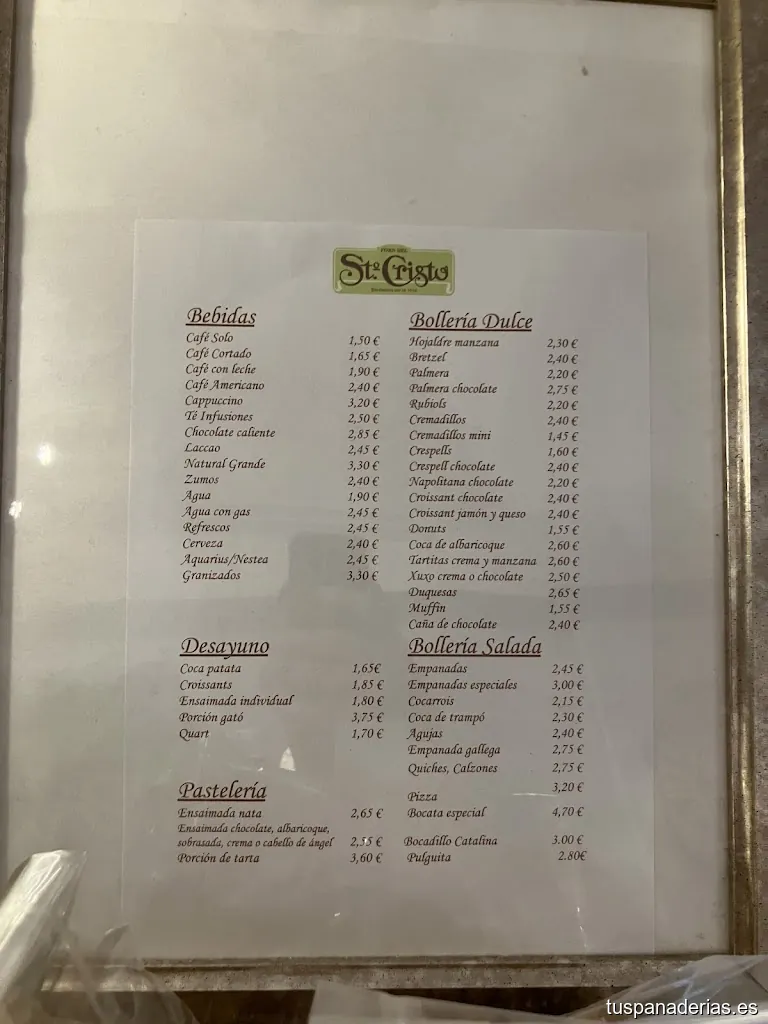 FORN DEL
St.o Cristo
Bebidas
Café Solo 1,50 €
Café Cortado 1,65 €
Café con leche 1,90 €
Café Americano 2,40 €
Cappuccino 3,20 €
Té Infusiones 2,50 €
Chocolate caliente 2,85 €
Laccao 2,45 €
Natural Grande 3,30 €
Zumos 2,40 €
Agua 1,90 €
Agua con gas 2,45 €
Refrescos 2,45 €
Cerveza 2,40 €
Aquarius/Nestea 2,45 €
Granizados 3,30 €
Desayuno
Coca patata 1,65€
Croissants 1,85 €
Ensaimada individual 1,80 €
Porción gató 3,75 €
Quart 1,70 €
Pastelería
Ensaimada nata 2,65 €
Ensaimada chocolate, albaricoque,
sobrasada, crema o cabello de ángel €
Porción de tarta 3,60 €
Bollería Dulce
Hojaldre manzana 2,30 €
Bretzel 2,40 €
Palmera 2,20 €
Palmera chocolate 2,75 €
Rubiols 2,20 €
Cremadillos 2,40 €
Cremadillos mini 1,45 €
Crespells 1,60 €
Crespell chocolate 2,40 €
Napolitana chocolate 2,20 €
Croissant chocolate 2,40 €
Croissant jamón y queso 2,40 €
Donuts 1,55 €
Coca de albaricoque 2,60 €
Tartitas crema y manzana 2,60 €
Xuxo crema o chocolate 2,50 €
Duquesas 2,65 €
Muffin 1,55 €
Caña de chocolate 2,40 €
Bollería Salada
Empanadas 2,45 €
Empanadas especiales 3,00 €
Cocarrois 2,15 €
Coca de trampó 2,30 €
Agujas 2,40 €
Empanada gallega 2,75 €
Quiches, Calzones 2,75 €
Pizza 3,20 €
Bocata especial 4,70 €
Bocadillo Catalina 3.00 €
Pulguita 2.80€
tuspanaderias.es